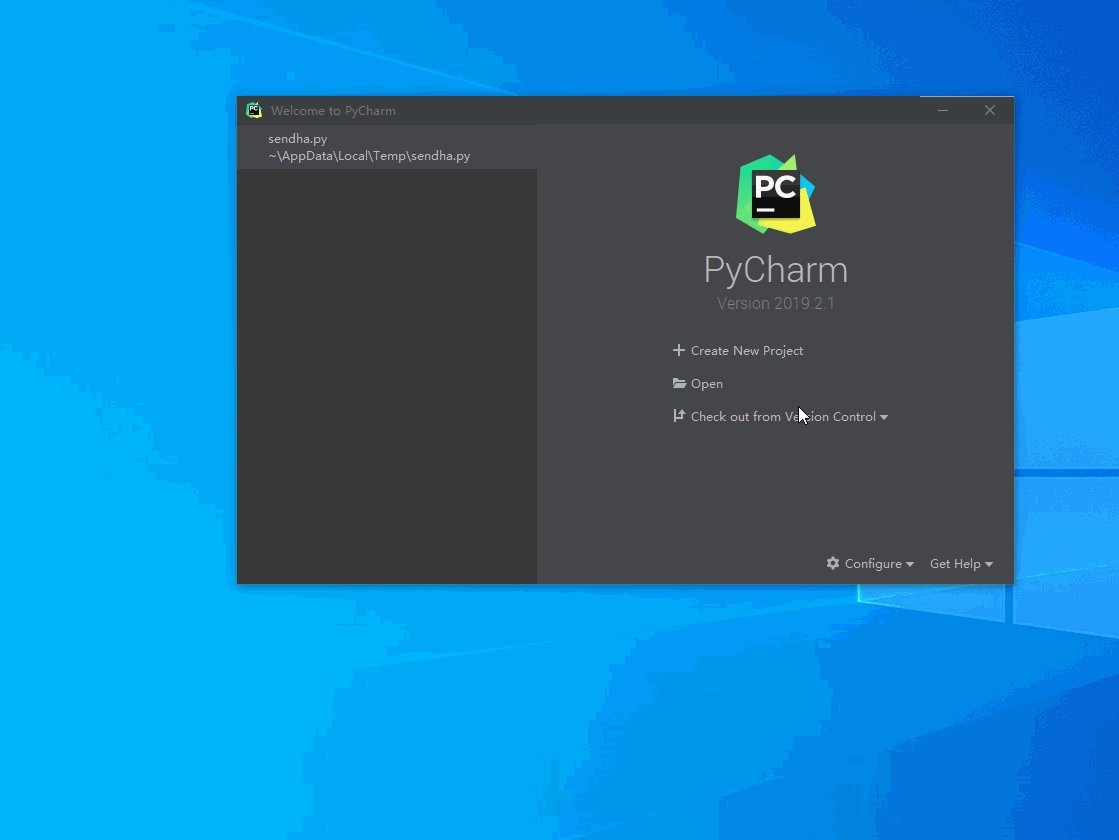 Welcome to PyCharm
sendha.py
~\AppData\Local\Temp\sendha.py
PC
PyCharm
Version 2019.2.1
Create New Project
Open
Check out from Version Control
Configure
Get Help